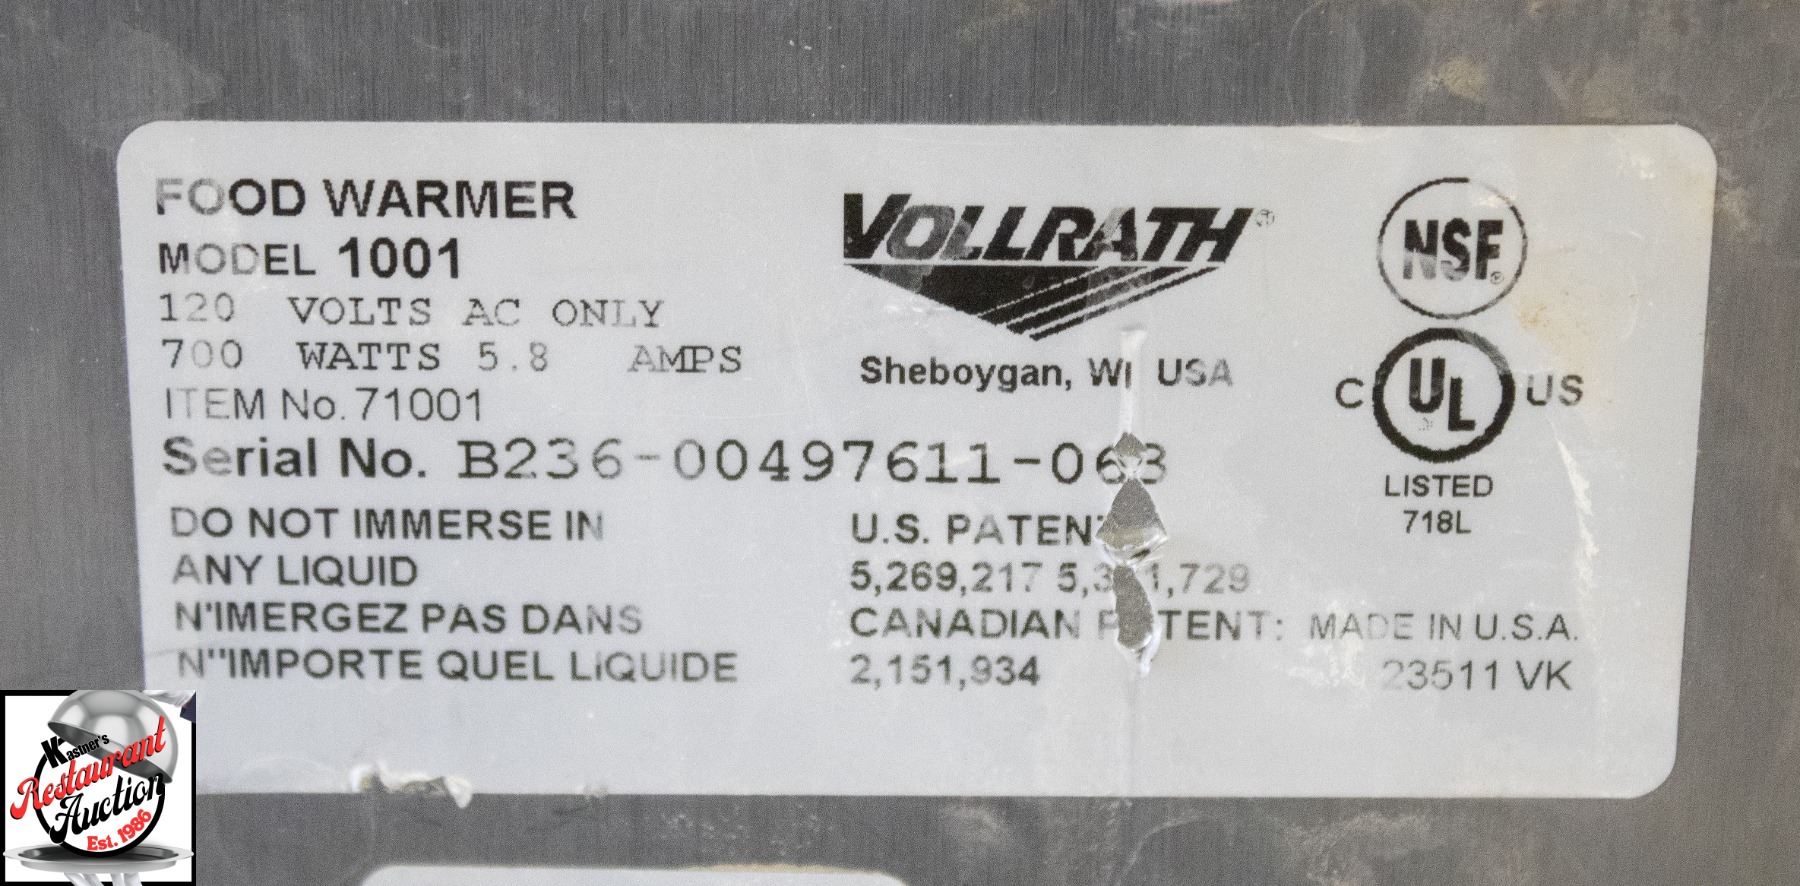 FOOD WARMER
MODEL 1001
120 VOLTS AC ONLY
700 WATTS 5.8 AMPS
ITEM No. 71001
Serial No. B236-00497611-063
DO NOT IMMERSE IN
ANY LIQUID
N'IMERGEZ PAS DANS
N''IMPORTE QUEL LIQUIDE
VOLLRATH®
Sheboygan, WI USA
U.S.
5,269,217
CANADIAN
2,151,934
NSF®
C UL US
LISTED
718L
MADE IN U.S.A.
23511 VK
Kastner's
Restaurant
Auction
Est. 1986